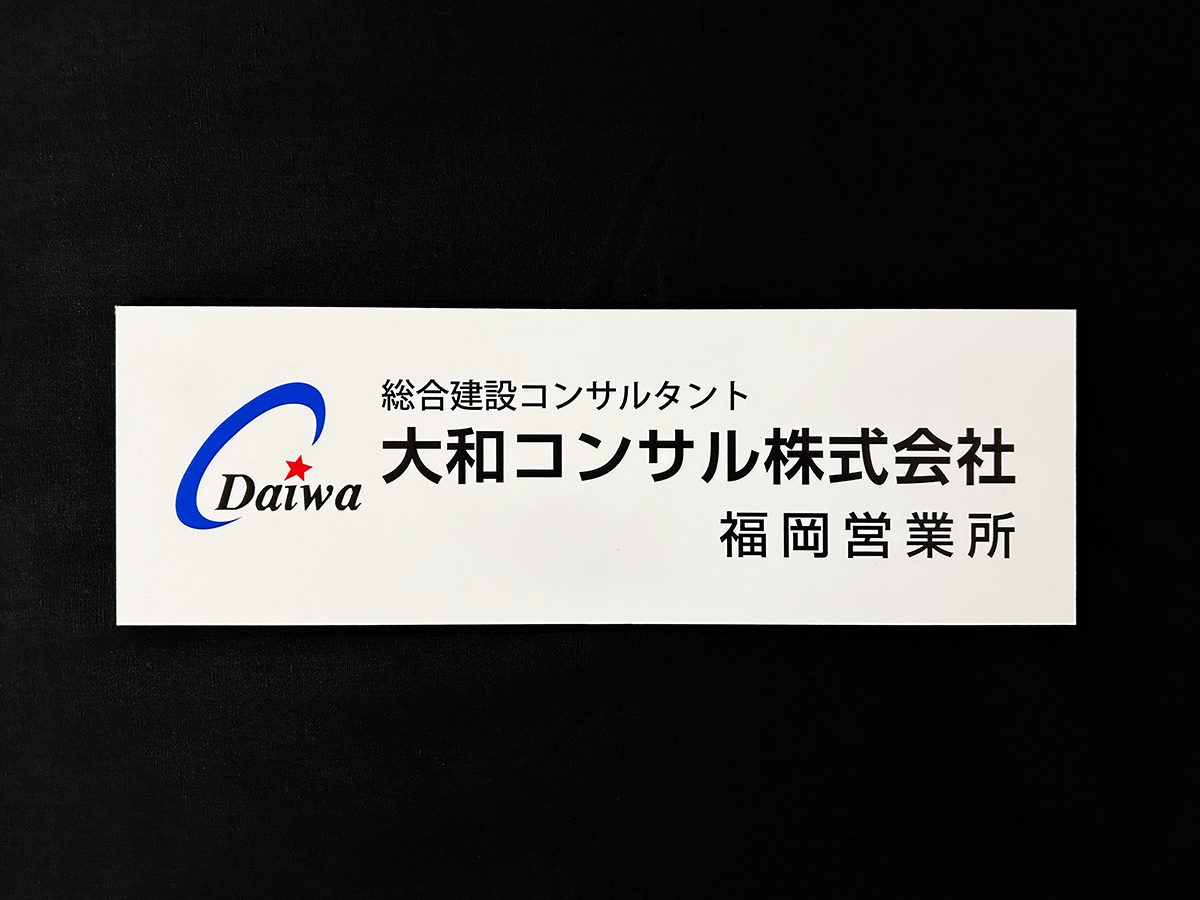 Daiwa
総合建設コンサルタント
大和コンサル株式会社
福岡営業所